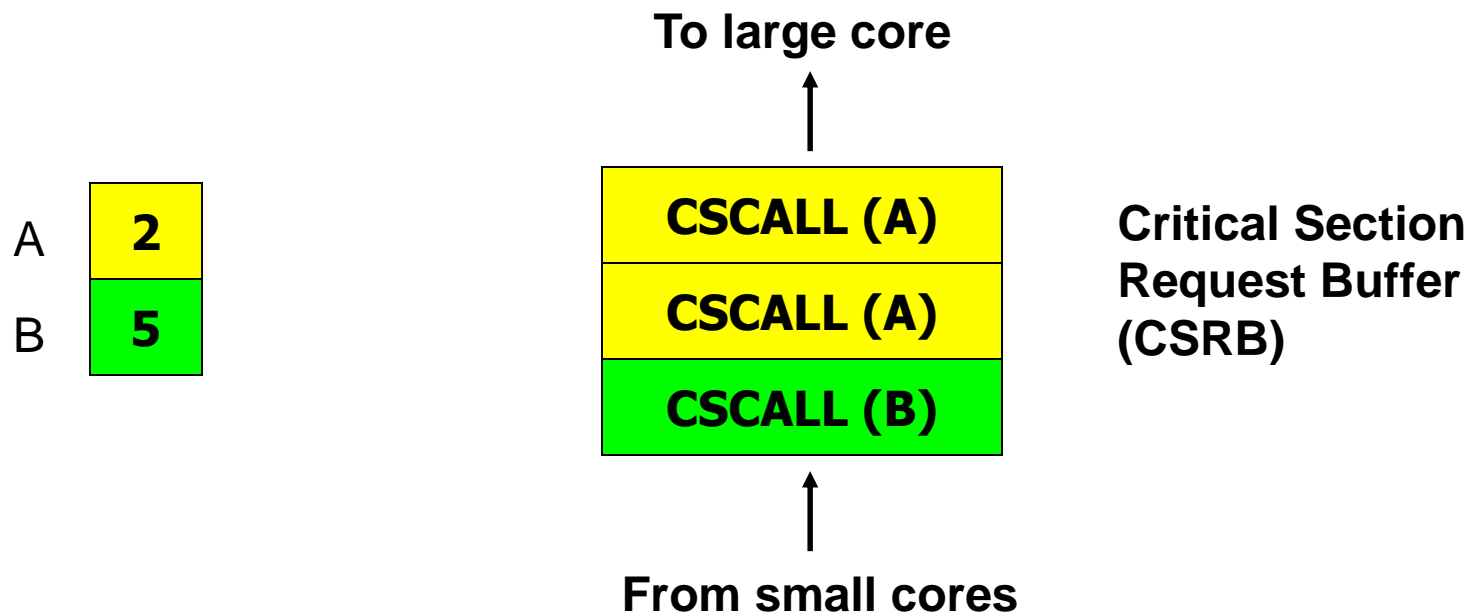 To large core
A
2
B
5
CSCALL (A)
CSCALL (A)
CSCALL (B)
Critical Section
Request Buffer
(CSRB)
From small cores